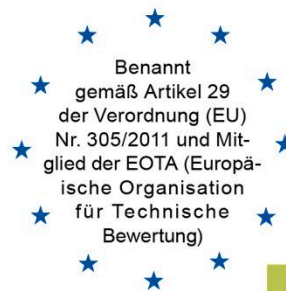 Benannt
gemäß Artikel 29
der Verordnung (EU)
Nr. 305/2011 und Mit-
glied der EOTA (Europä-
ische Organisation
für Technische
Bewertung)